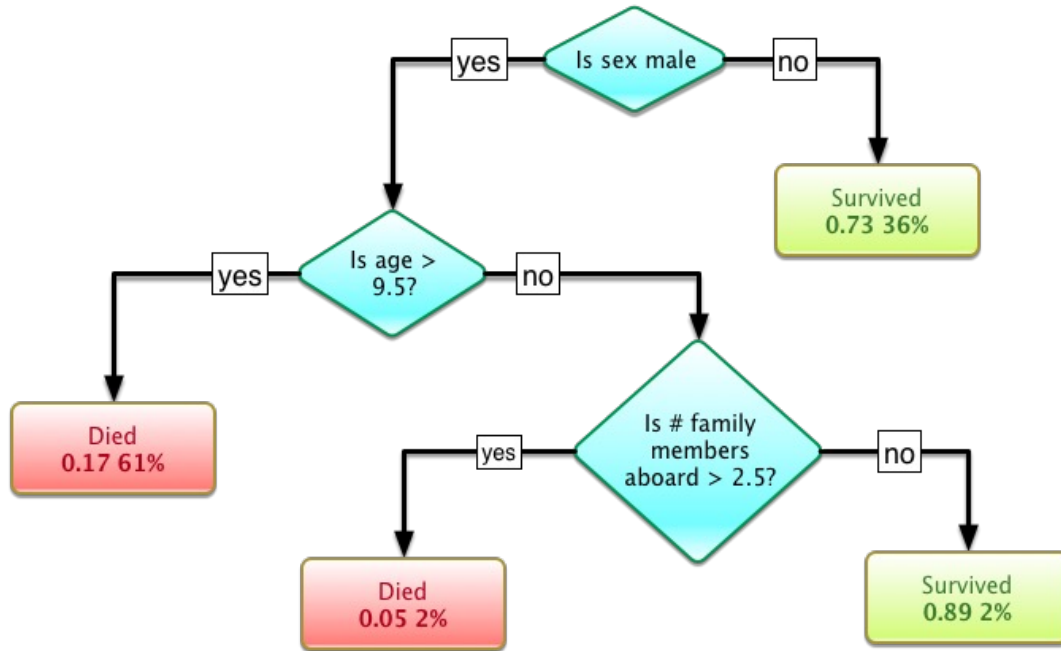 Is sex male
yes
no
Survived
0.73 36%
Is age >
9.5?
yes
no
Died
0.17 61%
Is # family
members
aboard > 2.5?
yes
no
Died
0.05 2%
Survived
0.89 2%